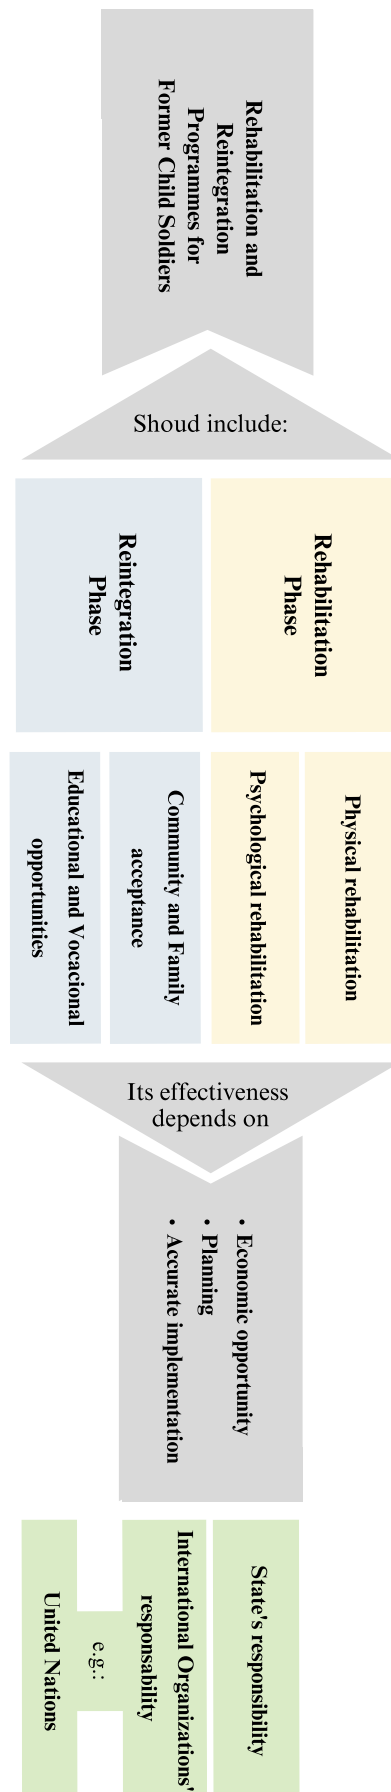 Rehabilitation and
Reintegration
Programmes for
Former Child Soldiers
Shoud include:
Rehabilitation
Phase
Reintegration
Phase
Physical rehabilitation
Psychological rehabilitation
Community and Family
acceptance
Educational and Vocacional
opportunities
Its effectiveness
depends on
• Economic opportunity
• Planning
• Accurate implementation
State's responsibility
International Organizations'
responsability
e.g.:
United Nations